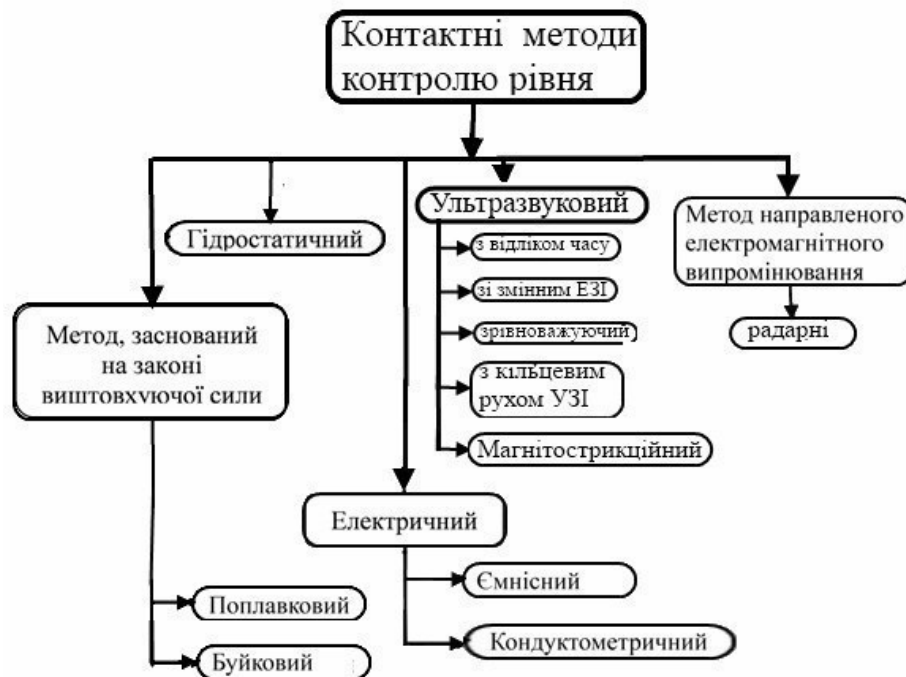 Контактні методи
контролю рівня
Гідростатичний
Ультразвуковий
з відліком часу
зі змінним ЕЗІ
зрівноважуючий
з кільцевим
рухом УЗІ
Магнітострикційний
Метод направленого
електромагнітного
випромінювання
радарні
Метод, заснований
на законі
виштовхуючої сили
Поплавковий
Буйковий
Електричний
Ємнісний
Кондуктометричний